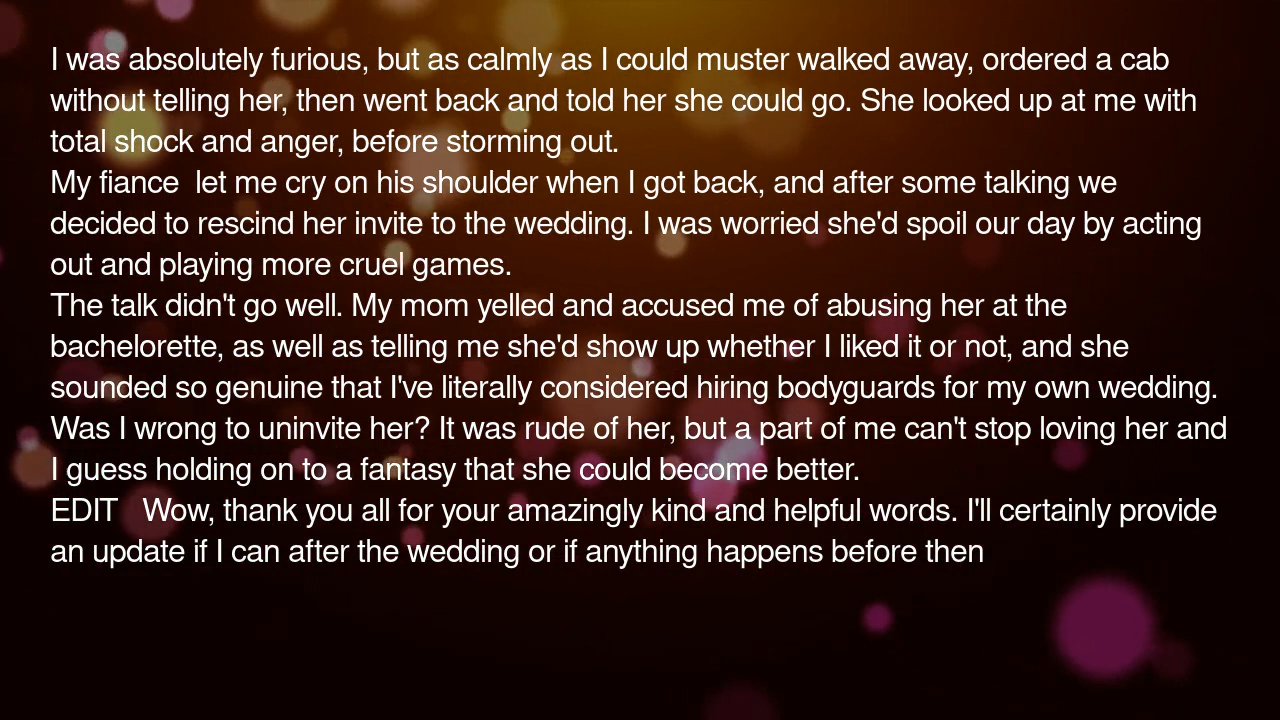 I was absolutely furious, but as calmly as I could muster walked away, ordered a cab
without telling her, then went back and told her she could go. She looked up at me with
total shock and anger, before storming out.
My fiance  let me cry on his shoulder when I got back, and after some talking we
decided to rescind her invite to the wedding. I was worried she'd spoil our day by acting
out and playing more cruel games.
The talk didn't go well. My mom yelled and accused me of abusing her at the
bachelorette, as well as telling me she'd show up whether I liked it or not, and she
sounded so genuine that I've literally considered hiring bodyguards for my own wedding.
Was I wrong to uninvite her? It was rude of her, but a part of me can't stop loving her and
I guess holding on to a fantasy that she could become better.
EDIT   Wow, thank you all for your amazingly kind and helpful words. I'll certainly provide
an update if I can after the wedding or if anything happens before then